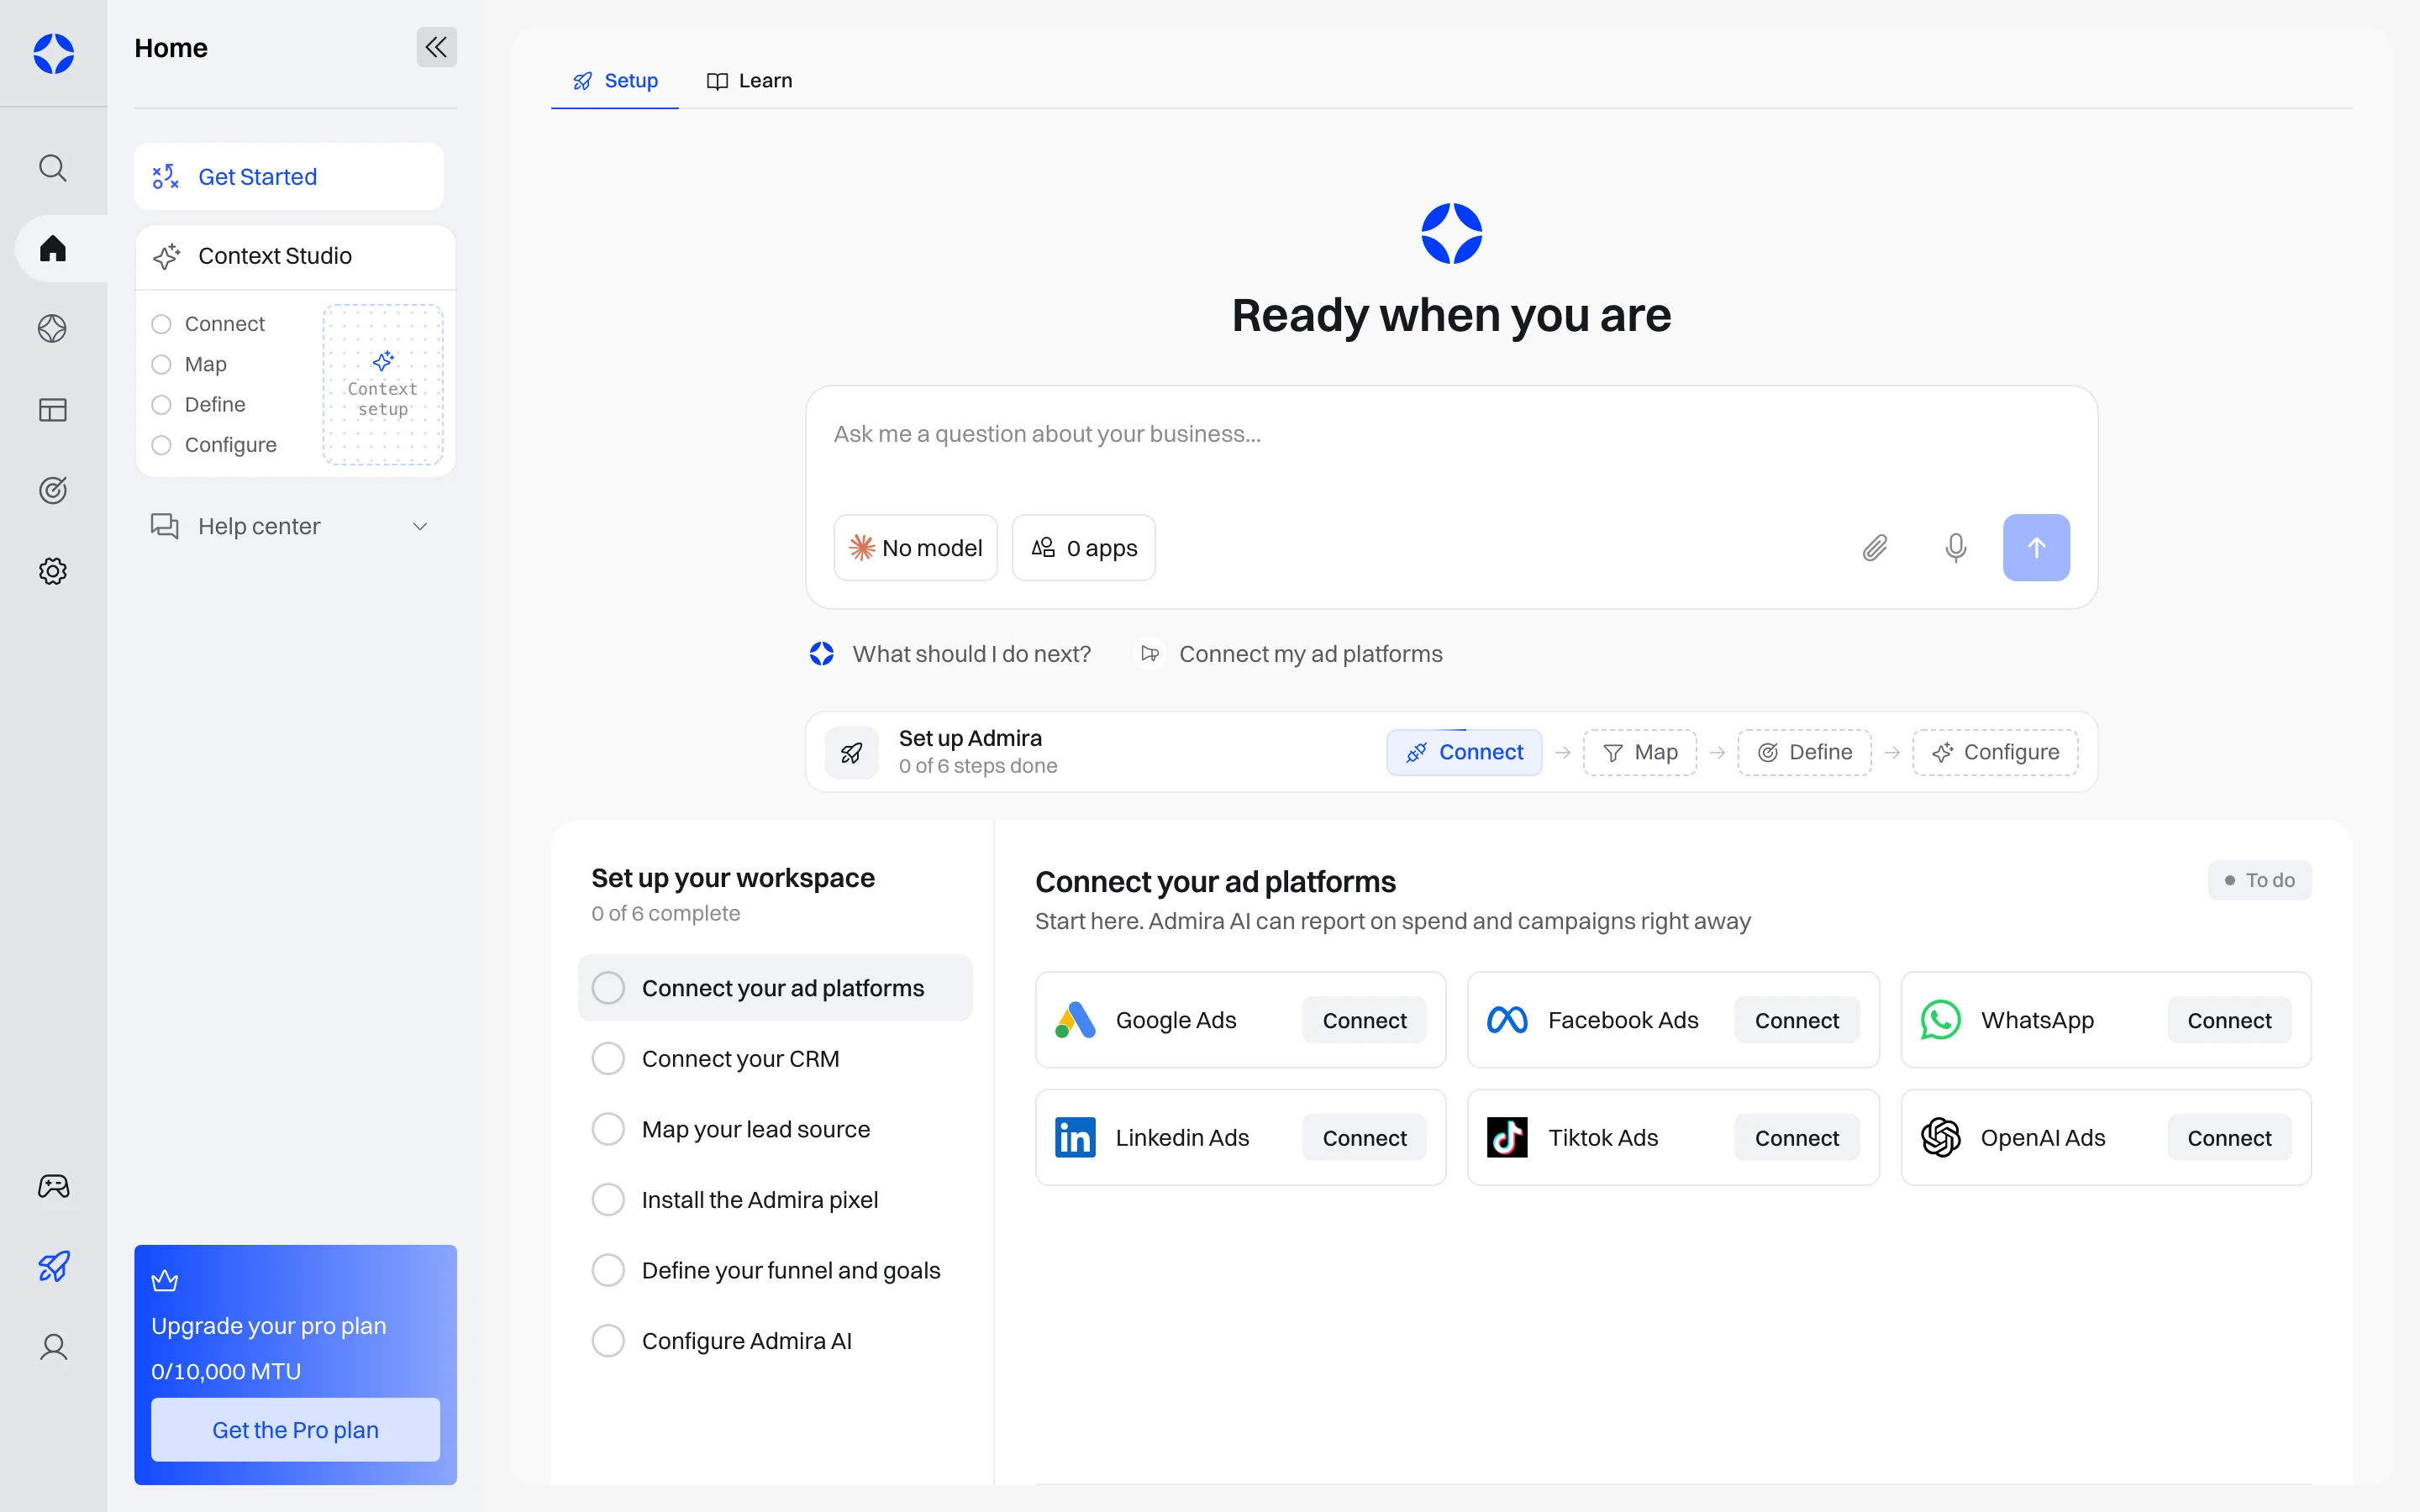 Home
Get Started
Context Studio
Connect
Map
Define
Configure
Context
setup
Help center
Upgrade your pro plan
0/10,000 MTU
Get the Pro plan
Setup
Learn
Ready when you are
Ask me a question about your business...
No model
0 apps
What should I do next?
Connect my ad platforms
Set up Admira
0 of 6 steps done
Connect
Map
Define
Configure
Set up your workspace
0 of 6 complete
Connect your ad platforms
Connect your CRM
Map your lead source
Install the Admira pixel
Define your funnel and goals
Configure Admira AI
Connect your ad platforms
To do
Start here. Admira AI can report on spend and campaigns right away
Google Ads
Connect
Facebook Ads
Connect
WhatsApp
Connect
in
Linkedin Ads
Connect
Tiktok Ads
Connect
OpenAI Ads
Connect